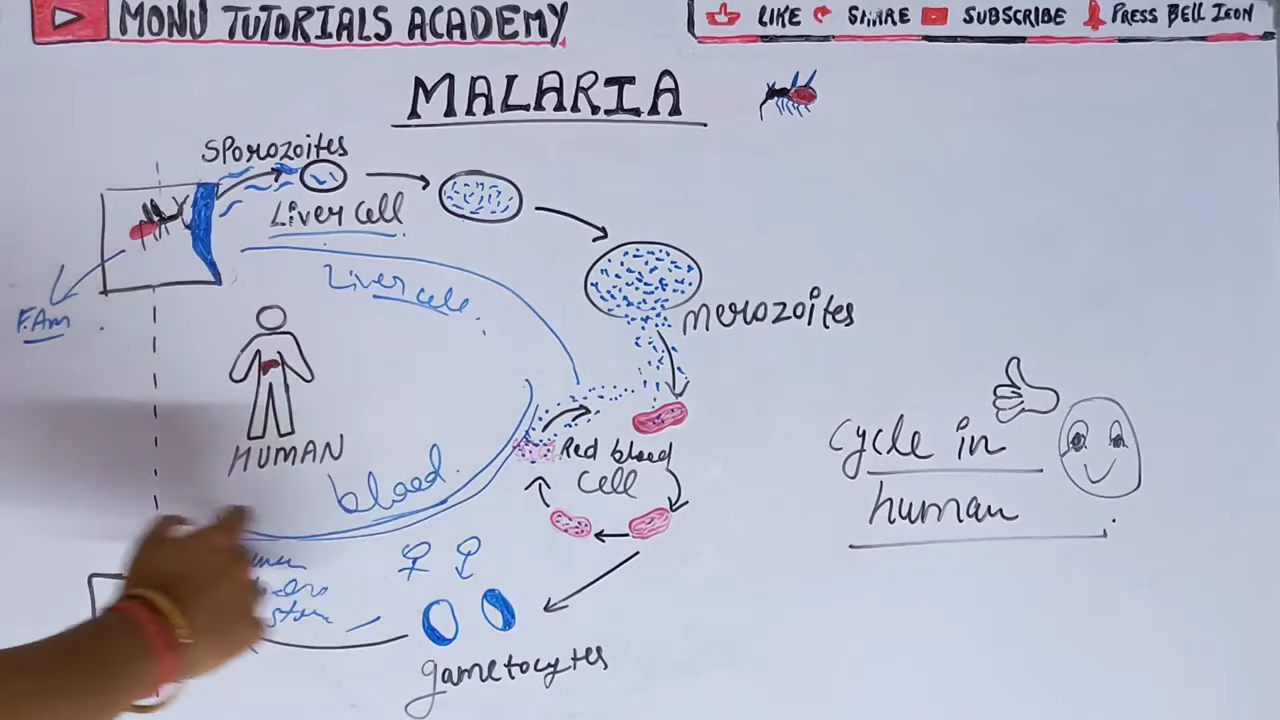 MONU TUTORIALS ACADEMY
LIKE SHARE SUBSCRIBE PRESS BELL ICON
MALARIA
SPorozoites
Liver cell
Liver cell
F.Am
merozoites
HUMAN
Red blood
cell
blood
cycle in
human
gametocytes